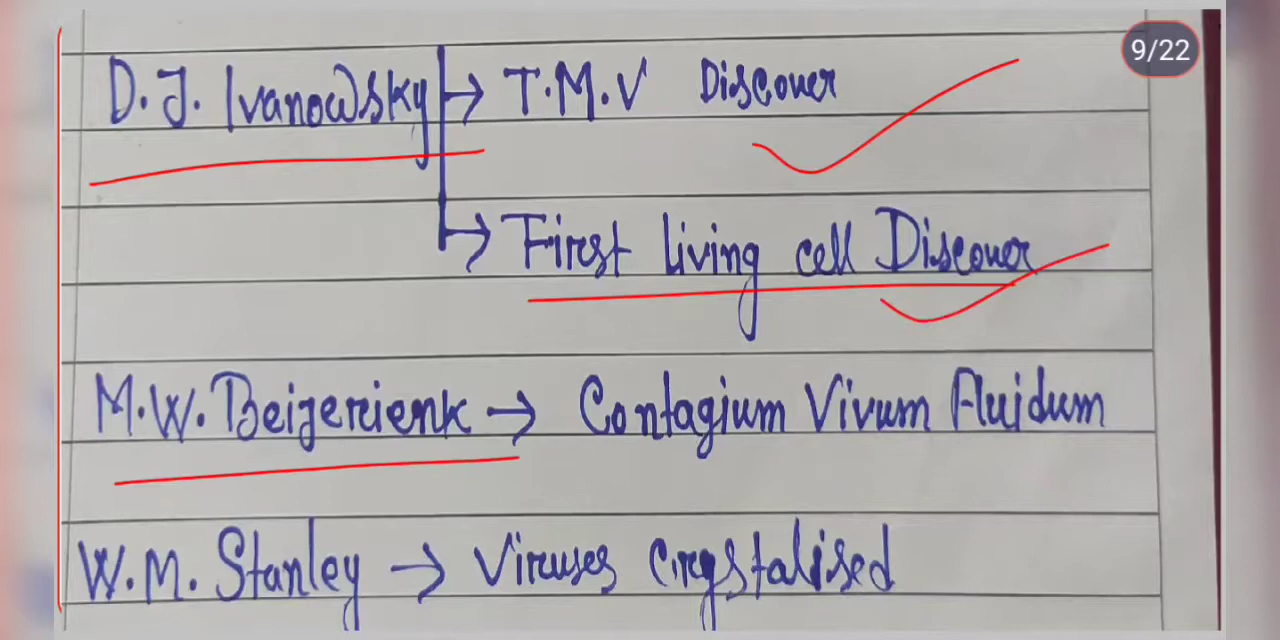 9/22
D. J. Ivanowsky → T.M.V Discover
→ First living cell Discover
M.W. Beijerienk → Contagium Vivum Fluidum
W.M. Stanley → Viruses Crystalised